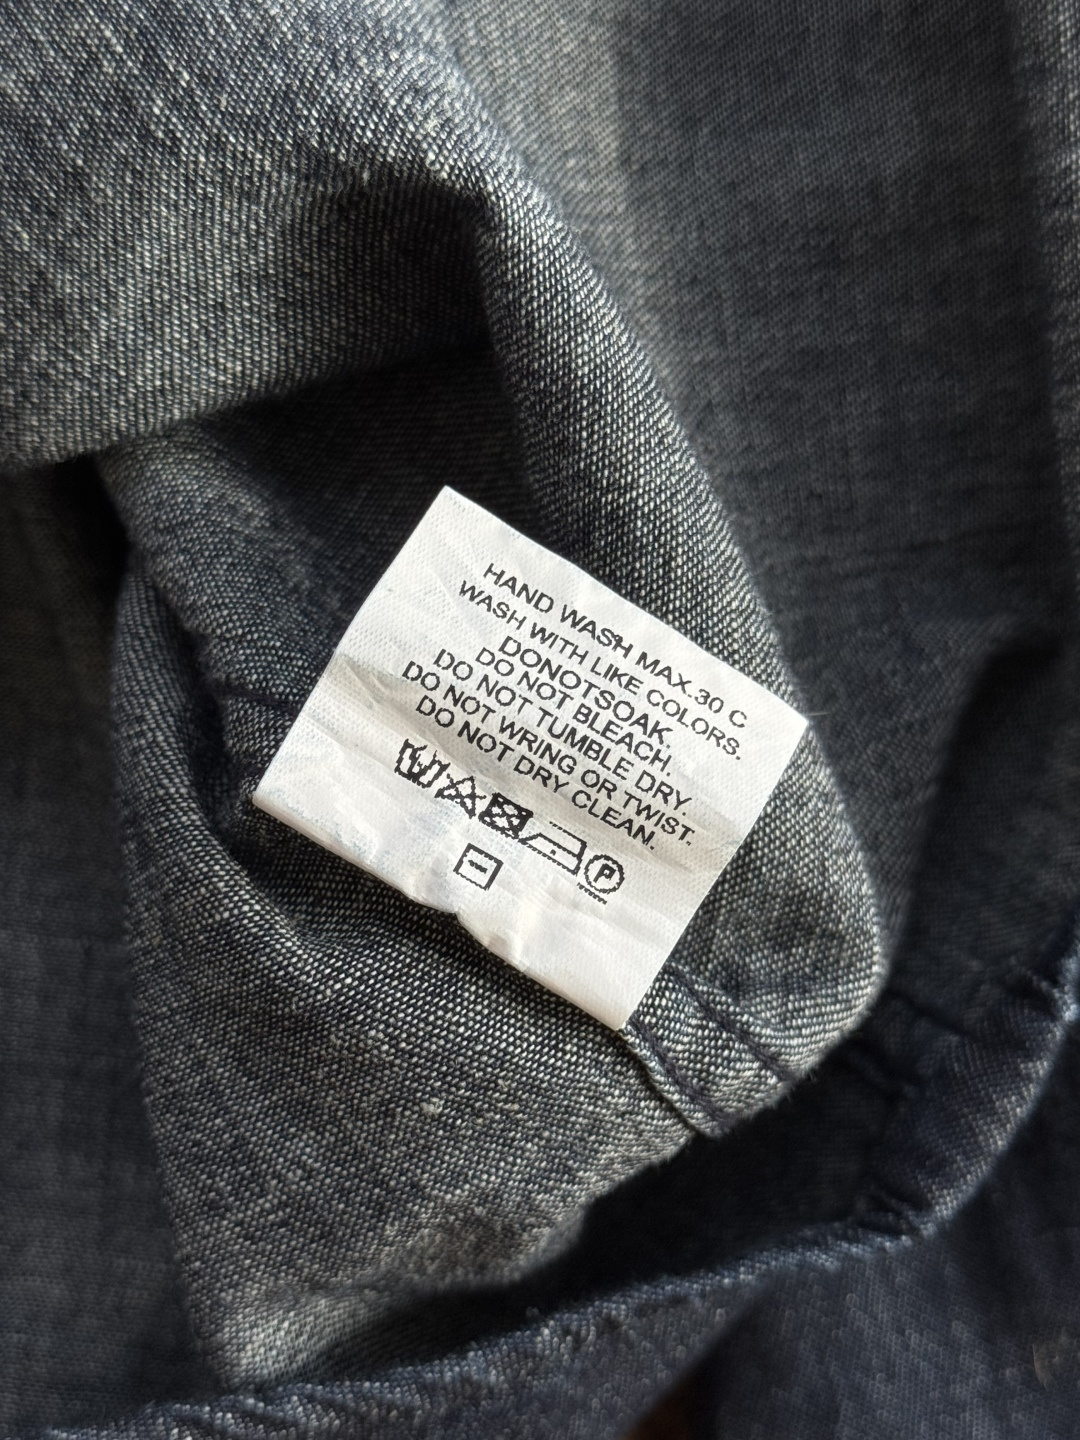 HAND WASH MAX.30 C
WASH WITH LIKE COLORS.
DONOTSOAK.
DO NOT BLEACH.
DO NOT TUMBLE DRY.
DO NOT WRING OR TWIST.
DO NOT DRY CLEAN.
P